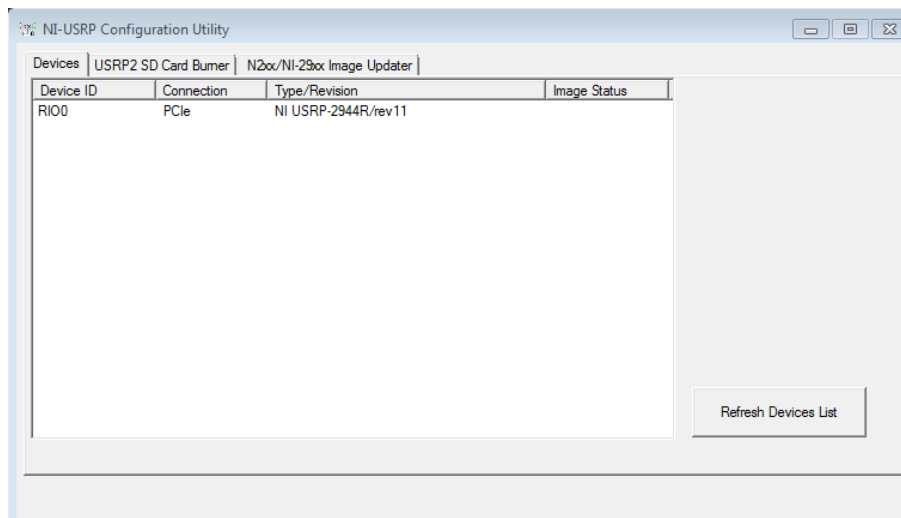 NI-USRP Configuration Utility
Devices USRP2 SD Card Burner N2xx/NI-29xx Image Updater
Device ID Connection Type/Revision Image Status
RIO0 PCIe NI USRP-2944R/rev11
Refresh Devices List